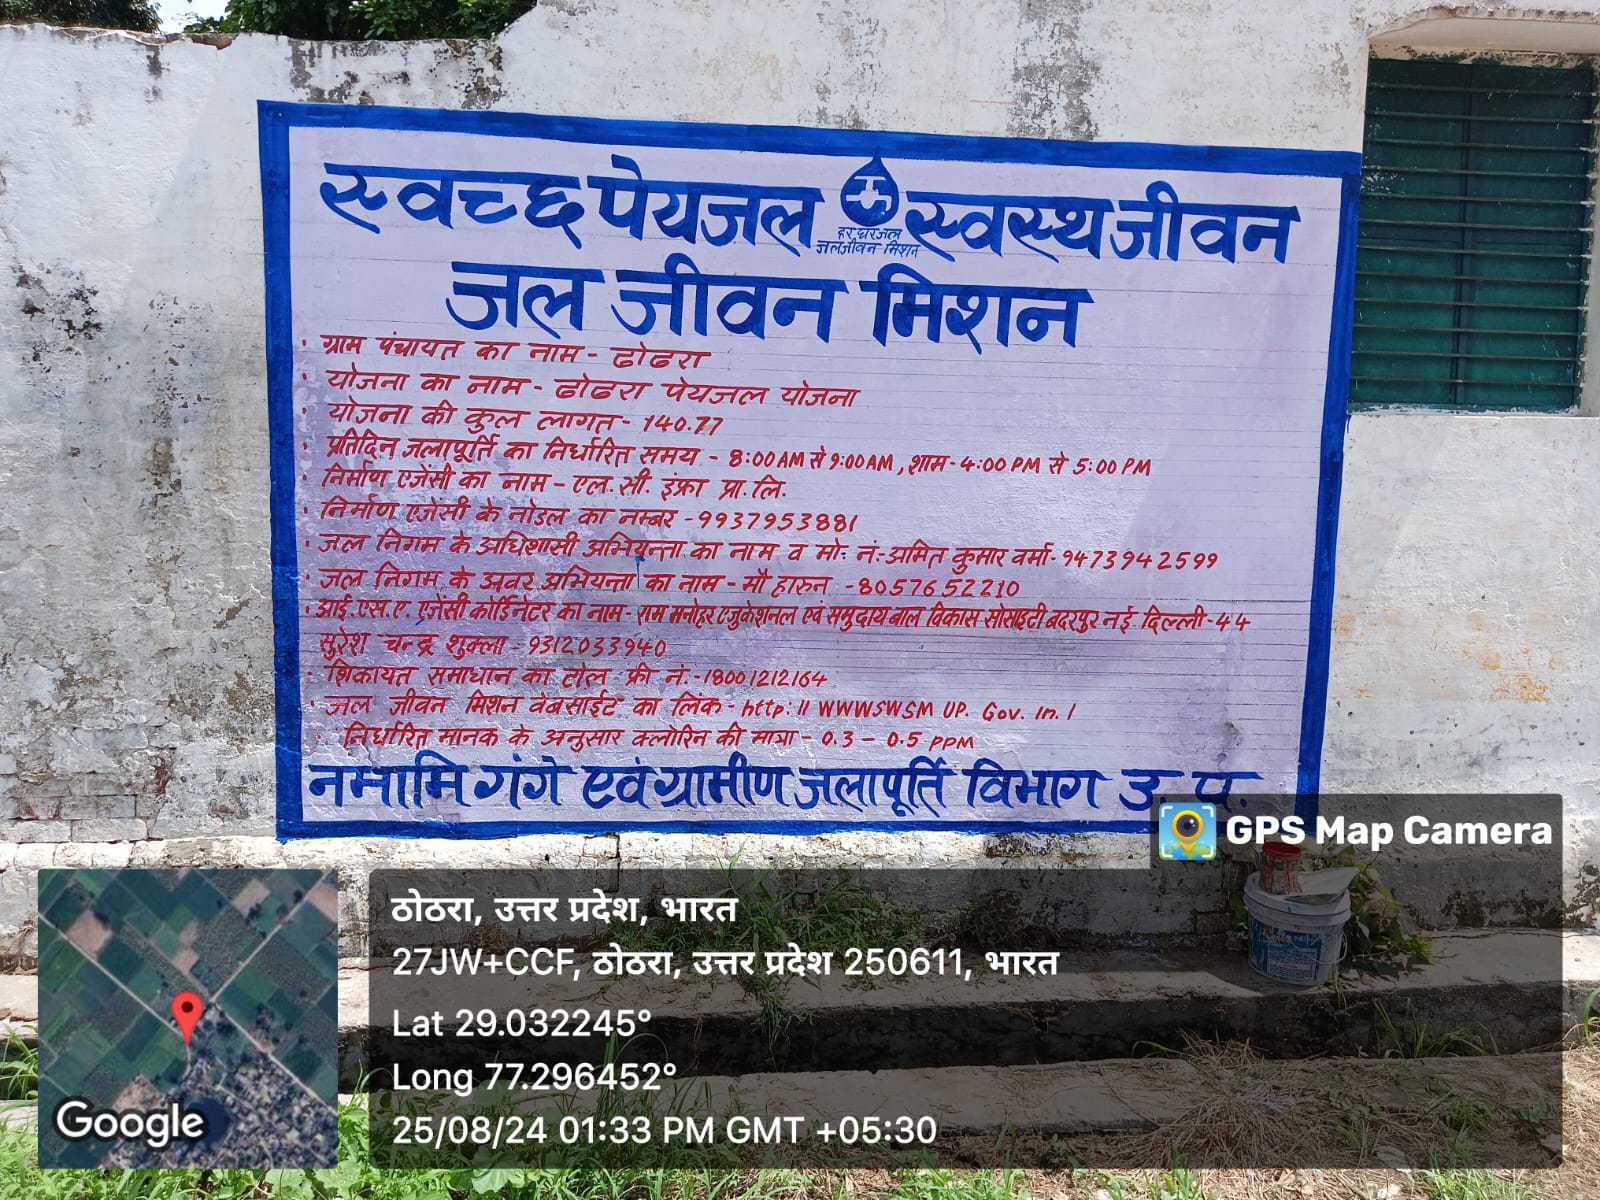 स्वच्छ पेयजल स्वस्थ जीवन
हर घर जल
जल जीवन मिशन
जल जीवन मिशन
• ग्राम पंचायत का नाम - ढोढरा
• योजना का नाम - ढोढरा पेयजल योजना
• योजना की कुल लागत - 140.77
• प्रतिदिन जलापूर्ति का निर्धारित समय - 8:00 AM से 9:00 AM, शाम - 4:00 PM से 5:00 PM
• निर्माण एजेंसी का नाम - एल. सी. इंफ्रा प्रा. लि.
• निर्माण एजेंसी के नोडल का नम्बर - 9937953881
• जल निगम के अधिशासी अभियन्ता का नाम व मो: नं:- अमित कुमार वर्मा - 9473942599
• जल निगम के अवर अभियन्ता का नाम - मौ हारुन - 8057652210
• आई. एस. ए. एजेंसी कोर्डिनेटर का नाम - राम मनोहर एजुकेशनल एवं समुदाय बाल विकास सोसाइटी बदरपुर नई दिल्ली - 44
सुरेश चन्द्र शुक्ला - 9312033940
• शिकायत समाधान का टोल फ्री नं. - 18001212164
• जल जीवन मिशन वेबसाईट का लिंक - http: // WWWSWSM UP. Gov. In. /
• निर्धारित मानक के अनुसार क्लोरिन की मात्रा - 0.3 - 0.5 PPM
नमामि गंगे एवं ग्रामीण जलापूर्ति विभाग उ. प्र.
GPS Map Camera
ठोठरा, उत्तर प्रदेश, भारत
27JW+CCF, ठोठरा, उत्तर प्रदेश 250611, भारत
Lat 29.032245°
Long 77.296452°
25/08/24 01:33 PM GMT +05:30
Google